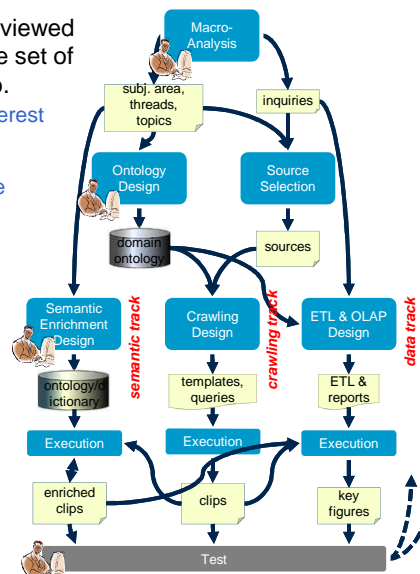 viewed
e set of
o.
erest
e
Macro-
Analysis
subj. area,
threads,
topics
inquiries
Ontology
Design
Source
Selection
domain
ontology
sources
Semantic
Enrichment
Design
semantic track
Crawling
Design
crawling track
ETL & OLAP
Design
data track
ontology/d
ictionary
templates,
queries
ETL &
reports
Execution
Execution
Execution
enriched
clips
clips
key
figures
Test